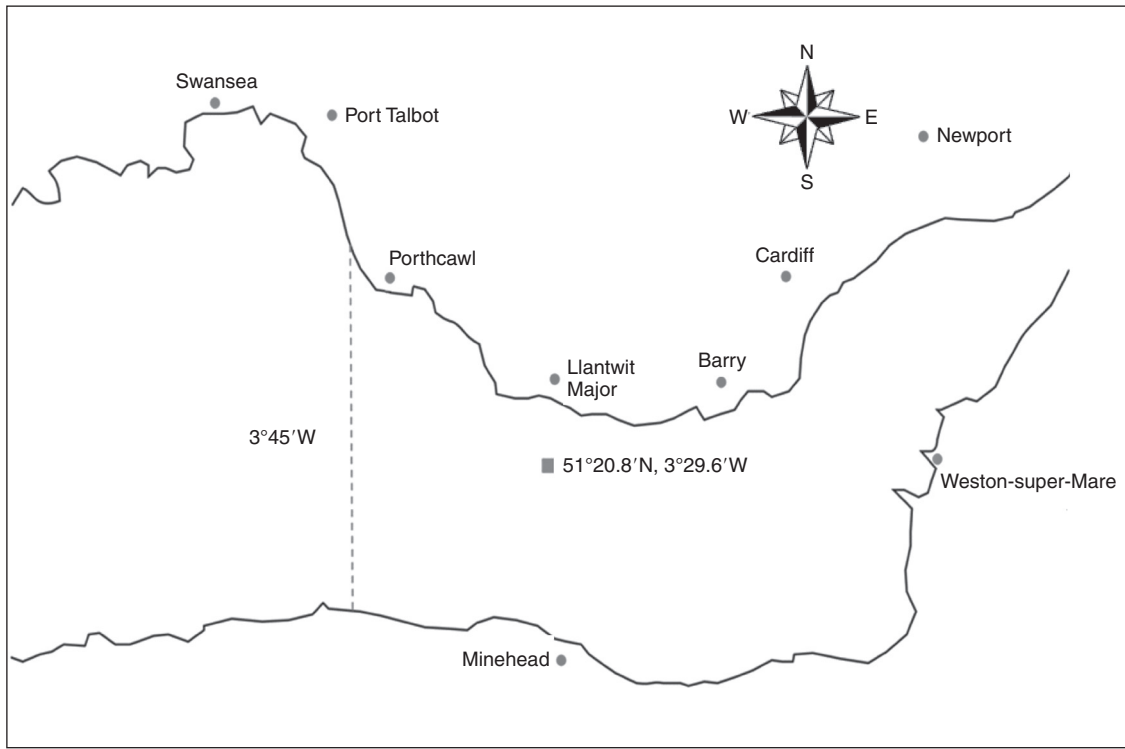 N
Swansea
Port Talbot
W
E
Newport
S
Porthcawl
Cardiff
Llantwit
Major
Barry
3°45′W
51°20.8′N, 3°29.6′W
Weston-super-Mare
Minehead